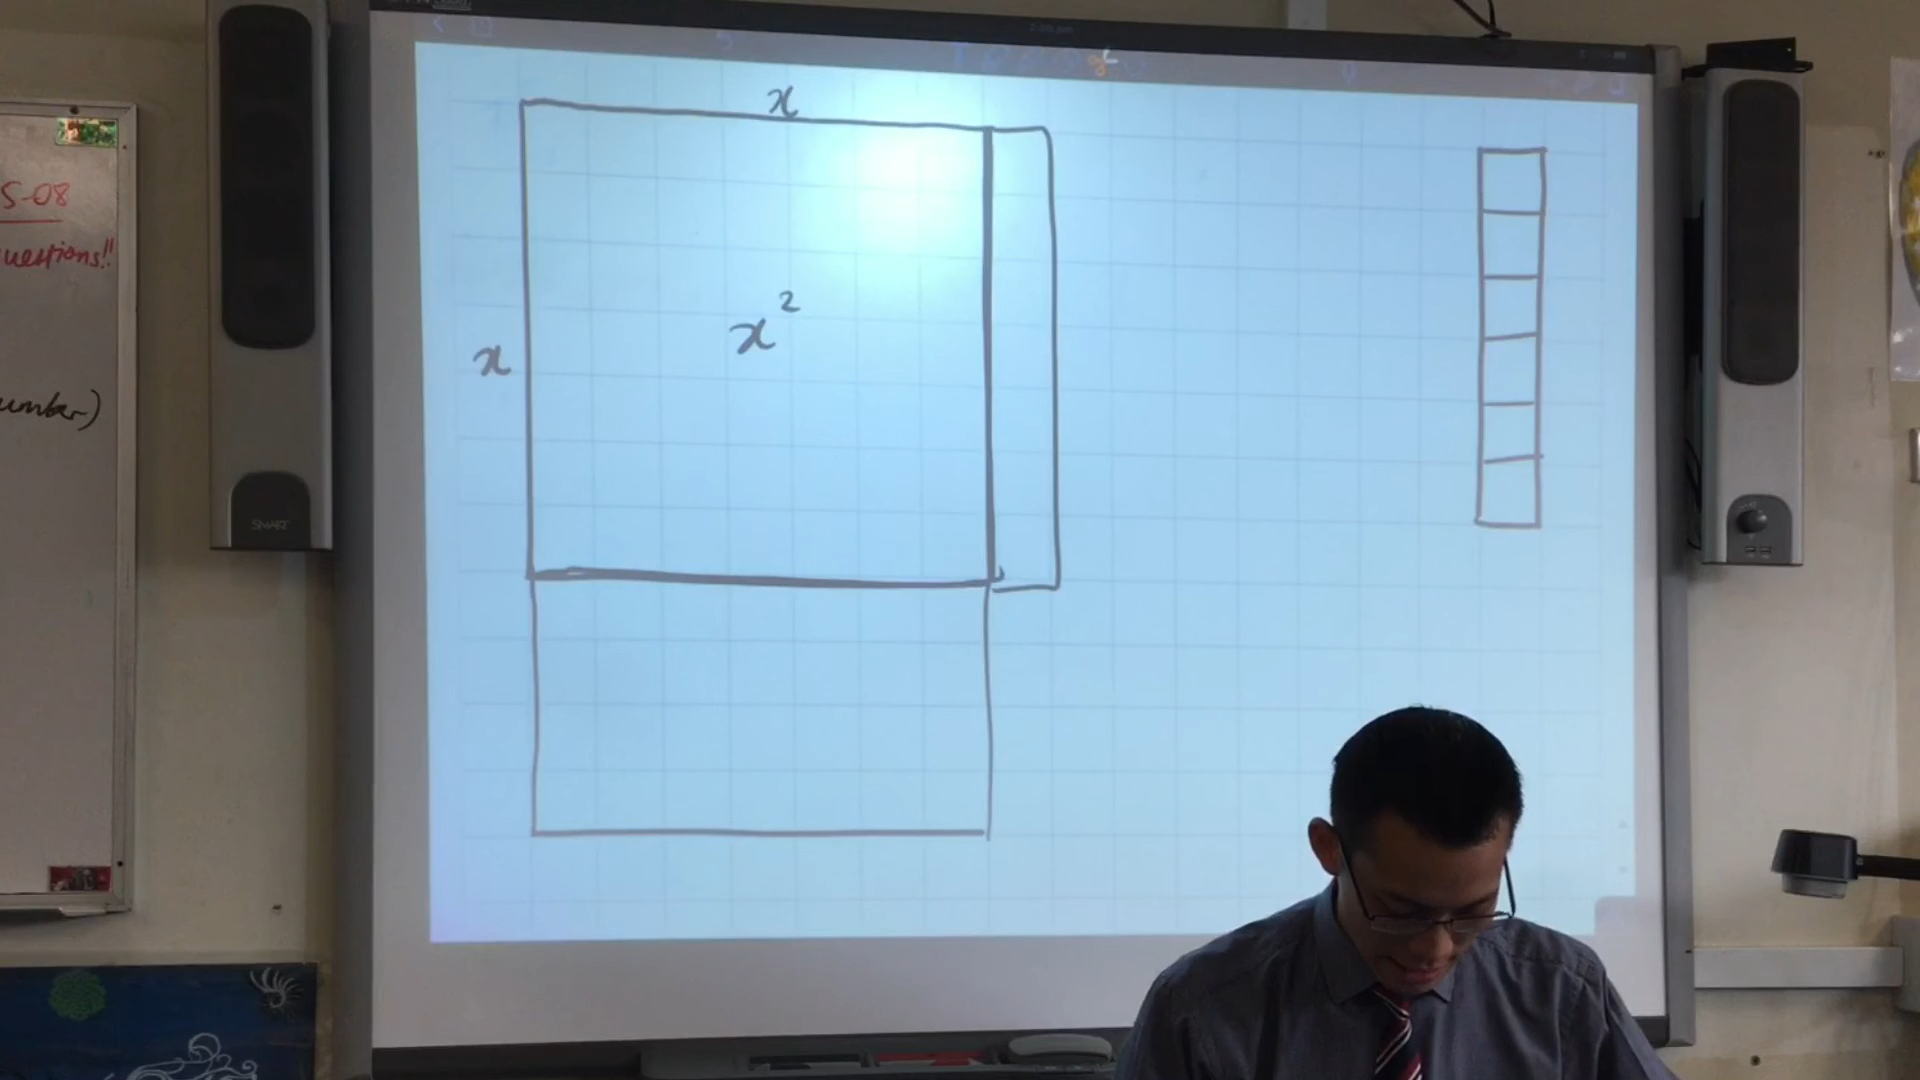 x
x²
x
S-08
uestions!!
umber)
SMART